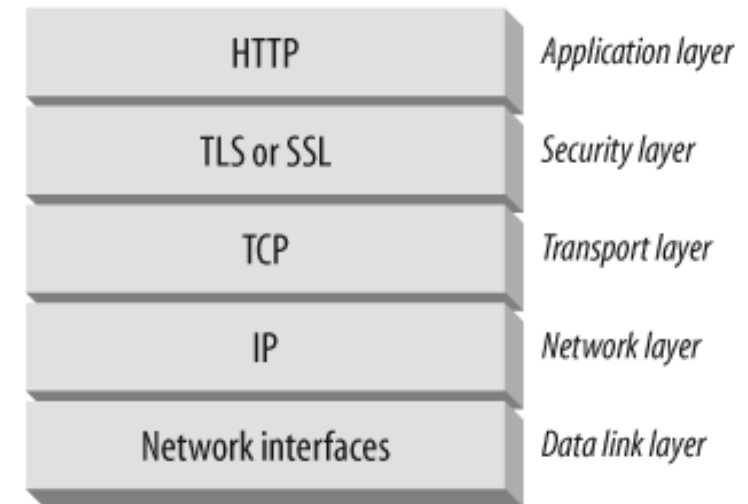 HTTP Application layer
TLS or SSL Security layer
TCP Transport layer
IP Network layer
Network interfaces Data link layer